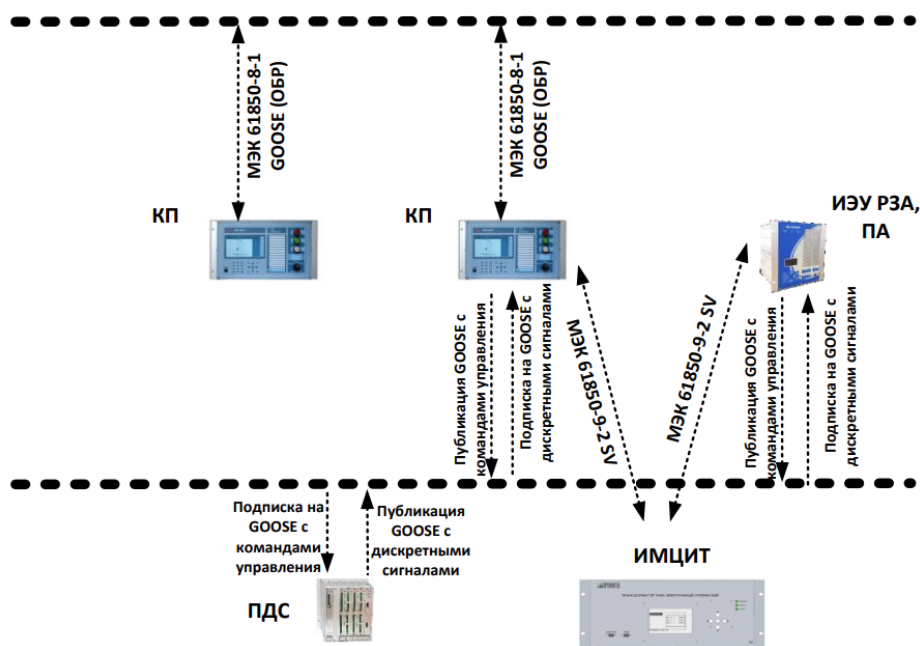 МЭК 61850-8-1
GOOSE (ОБР)
МЭК 61850-8-1
GOOSE (ОБР)
КП
КП
ИЭУ РЗА,
ПА
Публикация GOOSE с
командами управления
Подписка на GOOSE с
дискретными сигналами
МЭК 61850-9-2 SV
МЭК 61850-9-2 SV
Публикация GOOSE с
командами управления
Подписка на GOOSE с
дискретными сигналами
Подписка на
GOOSE с
командами
управления
Публикация
GOOSE с
дискретными
сигналами
ПДС
ИМЦИТ